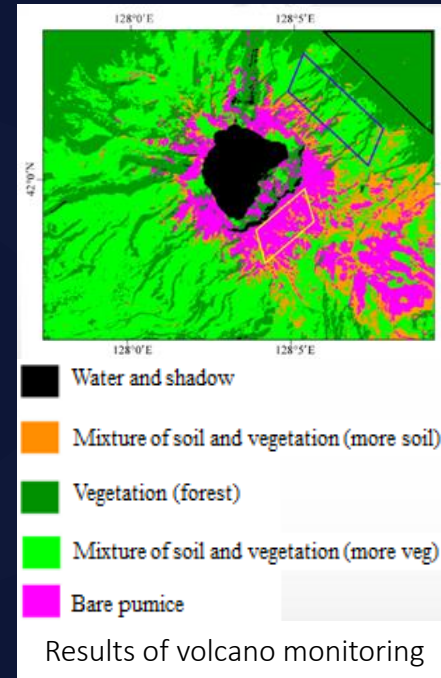 128°0'E 128°5'E
42°0'N
128°0'E 128°5'E
Water and shadow
Mixture of soil and vegetation (more soil)
Vegetation (forest)
Mixture of soil and vegetation (more veg)
Bare pumice
Results of volcano monitoring